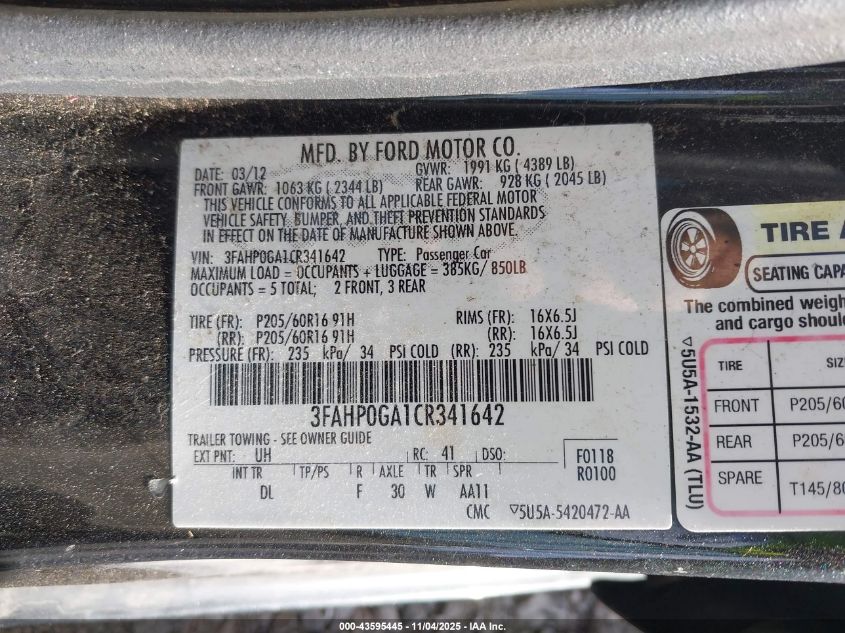 MFD. BY FORD MOTOR CO.
DATE: 03/12 GVWR: 1991 KG ( 4389 LB)
FRONT GAWR: 1063 KG ( 2344 LB) REAR GAWR: 928 KG ( 2045 LB)
THIS VEHICLE CONFORMS TO ALL APPLICABLE FEDERAL MOTOR
VEHICLE SAFETY, BUMPER, AND THEFT PREVENTION STANDARDS
IN EFFECT ON THE DATE OF MANUFACTURE SHOWN ABOVE.
VIN: 3FAHP0GA1CR341642 TYPE: Passenger Car
MAXIMUM LOAD = OCCUPANTS + LUGGAGE = 385KG/ 850LB
OCCUPANTS = 5 TOTAL; 2 FRONT, 3 REAR
TIRE (FR): P205/60R16 91H RIMS (FR): 16X6.5J
(RR): P205/60R16 91H (RR): 16X6.5J
PRESSURE (FR): 235 kPa/ 34 PSI COLD (RR): 235 kPa/ 34 PSI COLD
3FAHP0GA1CR341642
TRAILER TOWING - SEE OWNER GUIDE
EXT PNT: UH RC: 41 DSO: F0118
R0100
INT TR TP/PS R AXLE TR SPR
DL F 30 W AA11
CMC ▽5U5A-5420472-AA
TIRE A
SEATING CAPA
The combined weigh
and cargo shoul
▽5U5A-1532-AA (TLU)
TIRE SIZ
FRONT P205/60
REAR P205/60
SPARE T145/80
000-43595445 - 11/04/2025 - IAA Inc.